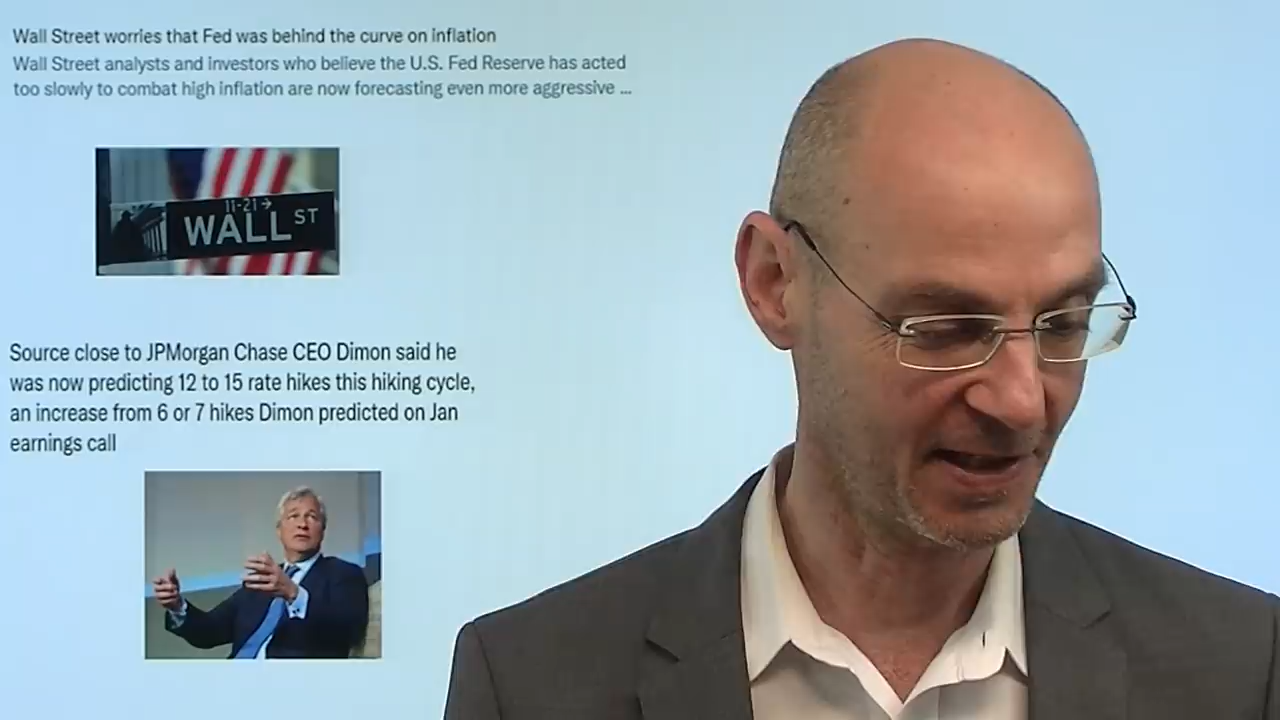 Wall Street worries that Fed was behind the curve on inflation
Wall Street analysts and investors who believe the U.S. Fed Reserve has acted
too slowly to combat high inflation are now forecasting even more aggressive ...
11-21→
WALL ST
Source close to JPMorgan Chase CEO Dimon said he
was now predicting 12 to 15 rate hikes this hiking cycle,
an increase from 6 or 7 hikes Dimon predicted on Jan
earnings call